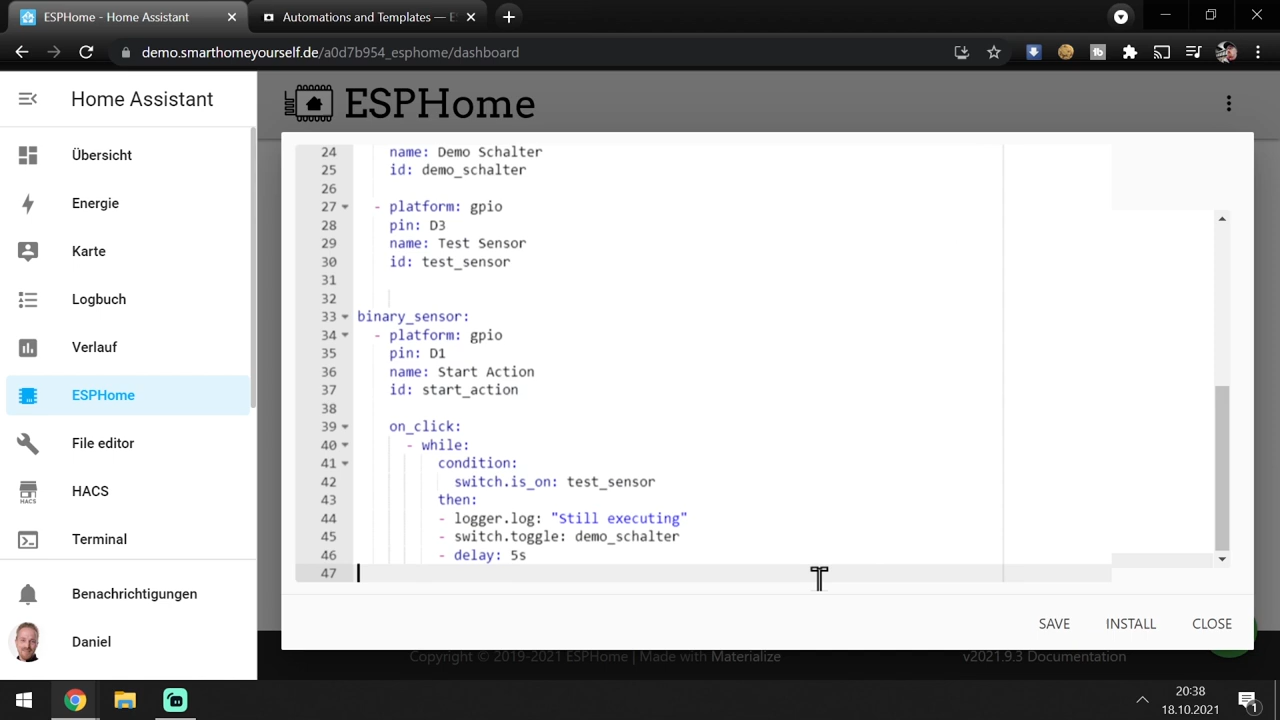 ESPHome - Home Assistant
Automations and Templates — ES
demo.smarthomeyourself.de/a0d7b954_esphome/dashboard
Home Assistant
Übersicht
Energie
Karte
Logbuch
Verlauf
ESPHome
File editor
HACS
HACS
Terminal
Benachrichtigungen
Daniel
ESPHome
24 name: Demo Schalter
25 id: demo_schalter
26
27 - platform: gpio
28 pin: D3
29 name: Test Sensor
30 id: test_sensor
31
32
33 binary_sensor:
34 - platform: gpio
35 pin: D1
36 name: Start Action
37 id: start_action
38
39 on_click:
40 - while:
41 condition:
42 switch.is_on: test_sensor
43 then:
44 - logger.log: "Still executing"
45 - switch.toggle: demo_schalter
46 - delay: 5s
47
SAVE INSTALL CLOSE
Copyright © 2019-2021 ESPHome | Made with Materialize
v2021.9.3 Documentation
20:38
18.10.2021
1